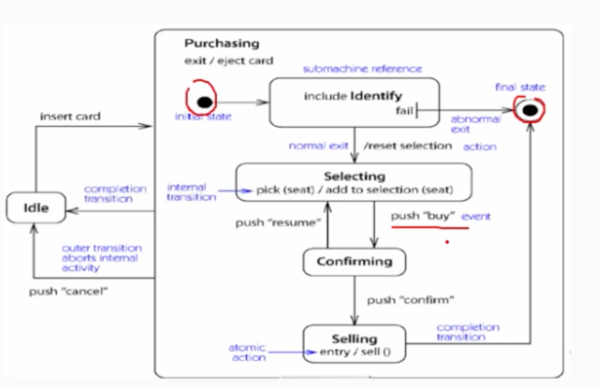 Purchasing
exit / eject card
submachine reference
final state
include Identify
fail
initial state
abnormal
exit
insert card
normal exit
/reset selection
action
Selecting
pick (seat) / add to selection (seat)
internal
transition
completion
transition
Idle
push "resume"
push "buy"
event
outer transition
aborts internal
activity
push "cancel"
Confirming
push "confirm"
Selling
entry / sell ()
atomic
action
completion
transition